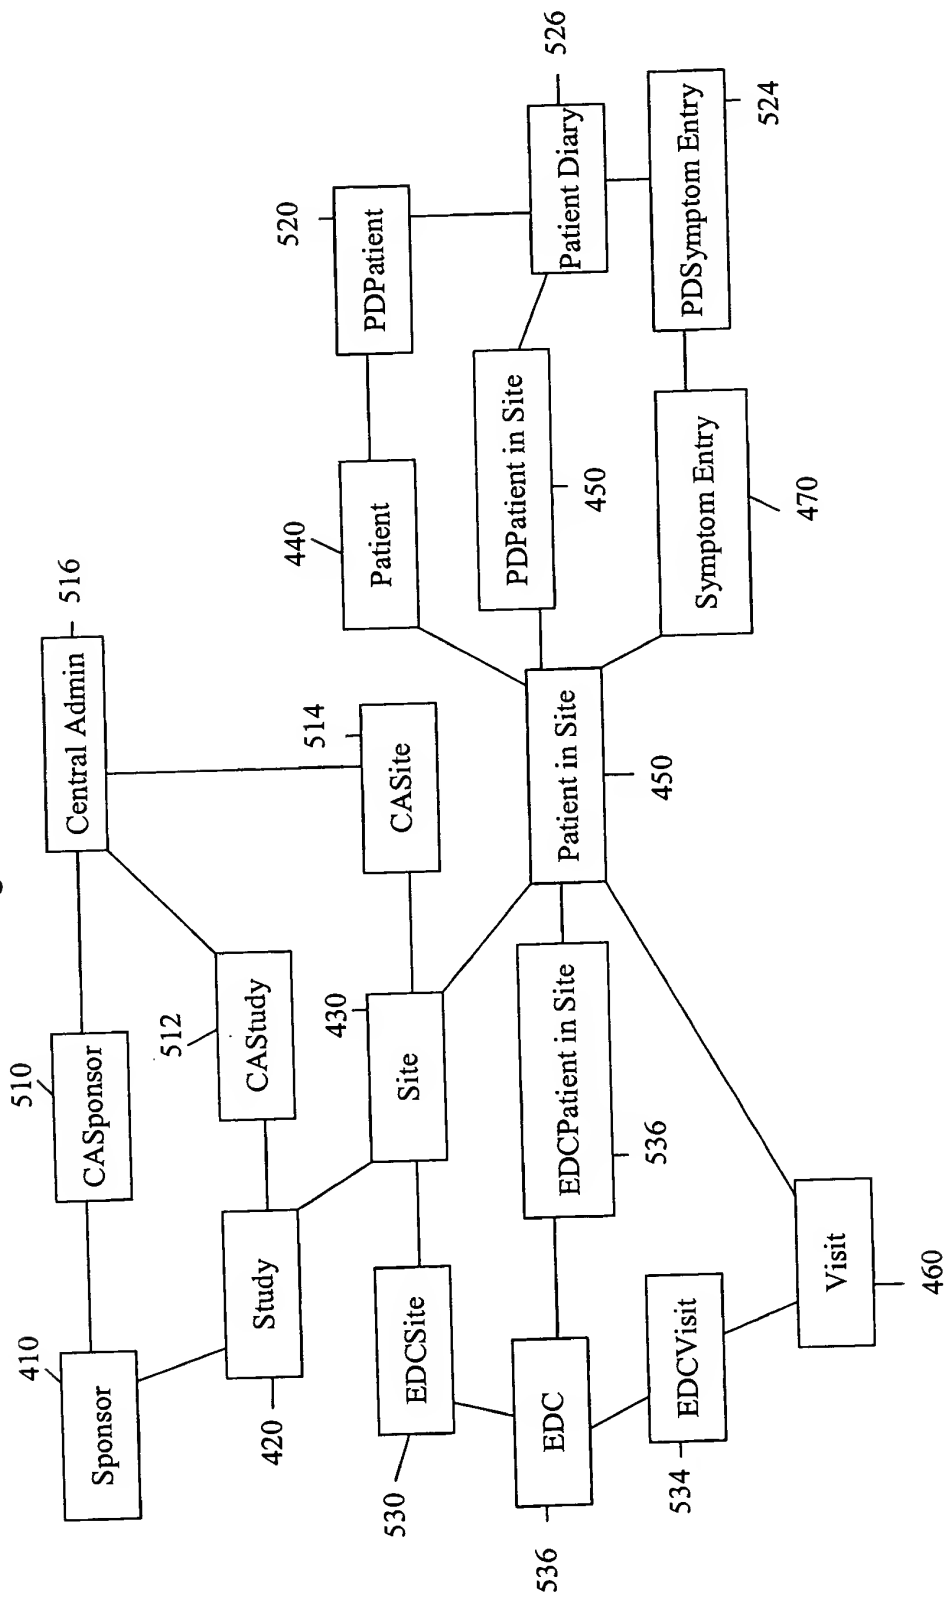 410
Sponsor
510
CASponsor
Central Admin
516
420
Study
512
CAStudy
514
CASite
530
EDCSite
430
Site
440
Patient
520
PDPatient
536
EDC
EDCPatient in Site
536
Patient in Site
450
PDPatient in Site
450
Patient Diary
526
534
EDCVisit
Visit
460
Symptom Entry
470
PDSymptom Entry
524